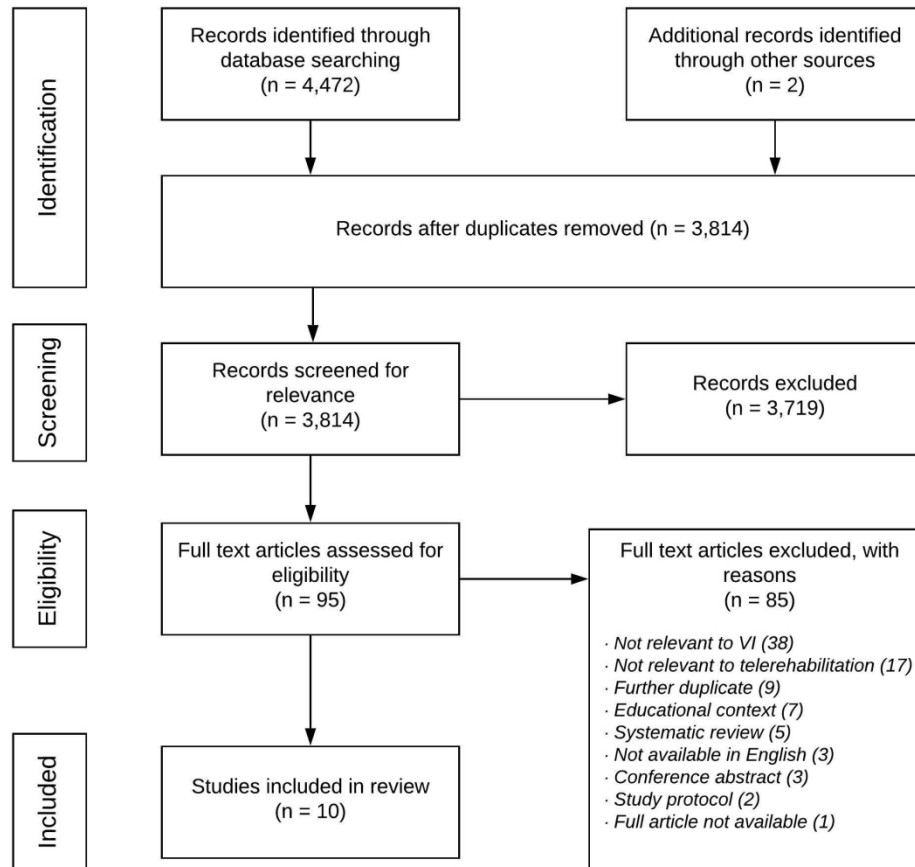 Identification
Records identified through
database searching
(n = 4,472)
Additional records identified
through other sources
(n = 2)
Records after duplicates removed (n = 3,814)
Screening
Records screened for
relevance
(n = 3,814)
Records excluded
(n = 3,719)
Eligibility
Full text articles assessed for
eligibility
(n = 95)
Full text articles excluded, with
reasons
(n = 85)
· Not relevant to VI (38)
· Not relevant to telerehabilitation (17)
· Further duplicate (9)
· Educational context (7)
· Systematic review (5)
· Not available in English (3)
· Conference abstract (3)
· Study protocol (2)
· Full article not available (1)
Included
Studies included in review
(n = 10)